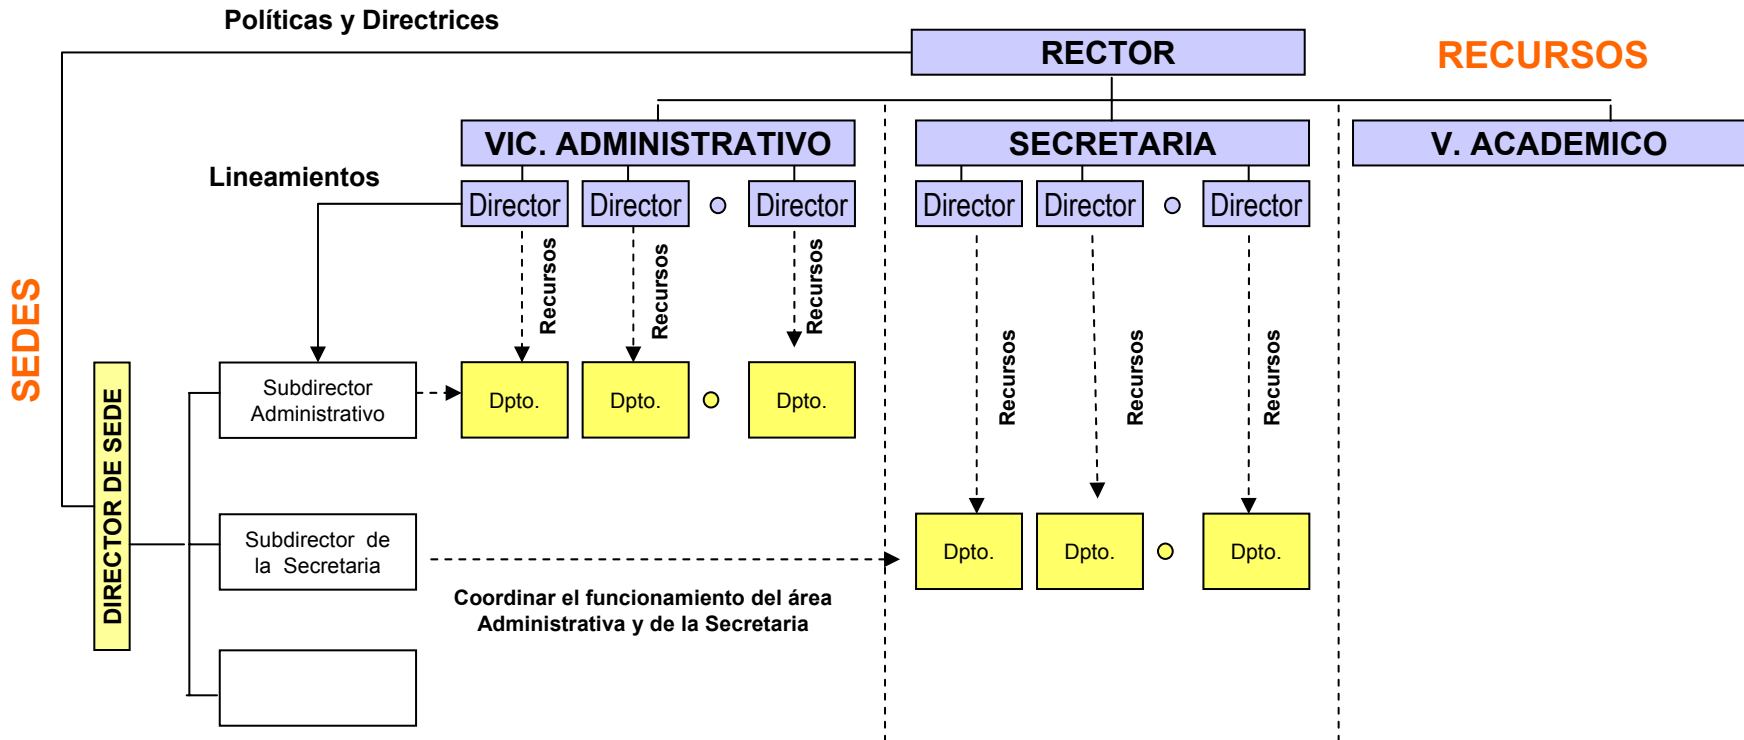 Políticas y Directrices
RECTOR
RECURSOS
VIC. ADMINISTRATIVO
SECRETARIA
V. ACADEMICO
Lineamientos
Director
Director
Director
Director
Director
Director
Recursos
Recursos
Recursos
SEDES
Recursos
Recursos
Recursos
DIRECTOR DE SEDE
Subdirector
Administrativo
Dpto.
Dpto.
Dpto.
Subdirector de
la Secretaria
Dpto.
Dpto.
Dpto.
Coordinar el funcionamiento del área
Administrativa y de la Secretaria